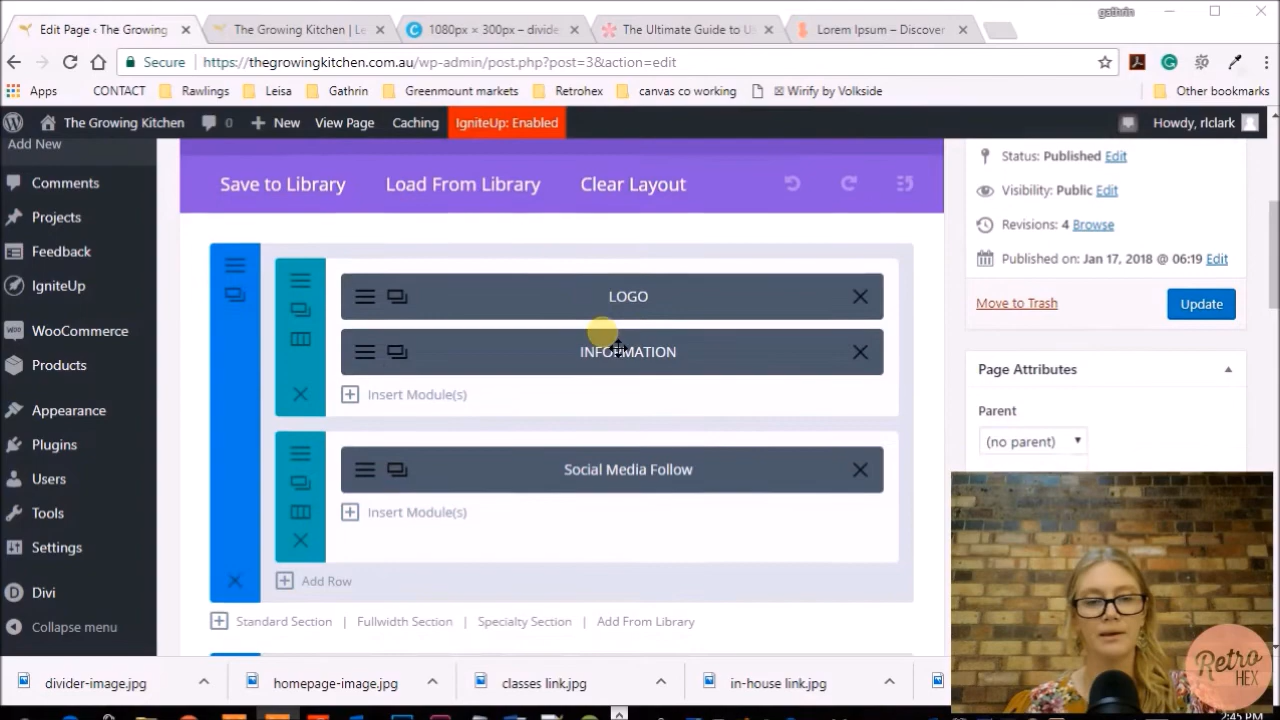 gathrin
Edit Page ‹ The Growing
The Growing Kitchen | Le
1080px × 300px – divide
The Ultimate Guide to U
Lorem Ipsum – Discover
Secure
https://thegrowingkitchen.com.au/wp-admin/post.php?post=3&action=edit
Apps
CONTACT
Rawlings
Leisa
Gathrin
Greenmount markets
Retrohex
canvas co working
Wirify by Volkside
Other bookmarks
The Growing Kitchen
0
New
View Page
Caching
IgniteUp: Enabled
Howdy, rlclark
Add New
Comments
Projects
Feedback
IgniteUp
WooCommerce
Products
Appearance
Plugins
Users
Tools
Settings
Divi
Collapse menu
Save to Library
Load From Library
Clear Layout
LOGO
INFORMATION
Insert Module(s)
Social Media Follow
Insert Module(s)
Add Row
Standard Section | Fullwidth Section | Specialty Section | Add From Library
Status: Published Edit
Visibility: Public Edit
Revisions: 4 Browse
Published on: Jan 17, 2018 @ 06:19 Edit
Move to Trash
Update
Page Attributes
Parent
(no parent)
divider-image.jpg
homepage-image.jpg
classes link.jpg
in-house link.jpg
Retro
HEX
2:45 PM